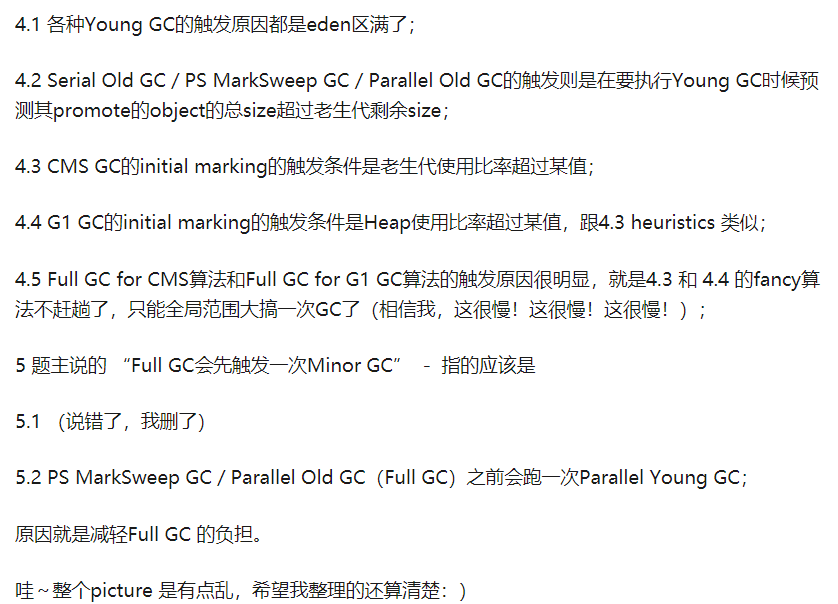 4.1 各种Young GC的触发原因都是eden区满了；
4.2 Serial Old GC / PS MarkSweep GC / Parallel Old GC的触发则是在要执行Young GC时候预
测其promote的object的总size超过老生代剩余size；
4.3 CMS GC的initial marking的触发条件是老生代使用比率超过某值；
4.4 G1 GC的initial marking的触发条件是Heap使用比率超过某值，跟4.3 heuristics 类似；
4.5 Full GC for CMS算法和Full GC for G1 GC算法的触发原因很明显，就是4.3 和 4.4 的fancy算
法不赶趟了，只能全局范围大搞一次GC了（相信我，这很慢！这很慢！这很慢！）；
5 题主说的 “Full GC会先触发一次Minor GC” - 指的应该是
5.1 （说错了，我删了）
5.2 PS MarkSweep GC / Parallel Old GC（Full GC）之前会跑一次Parallel Young GC；
原因就是减轻Full GC 的负担。
哇～整个picture 是有点乱，希望我整理的还算清楚：）